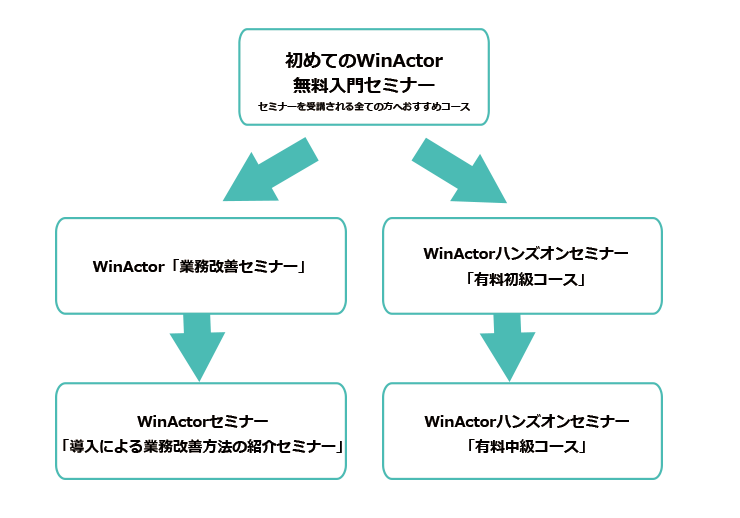 初めてのWinActor
無料入門セミナー
セミナーを受講される全ての方へおすすめコース
WinActor「業務改善セミナー」
WinActorハンズオンセミナー
「有料初級コース」
WinActorセミナー
「導入による業務改善方法の紹介セミナー」
WinActorハンズオンセミナー
「有料中級コース」